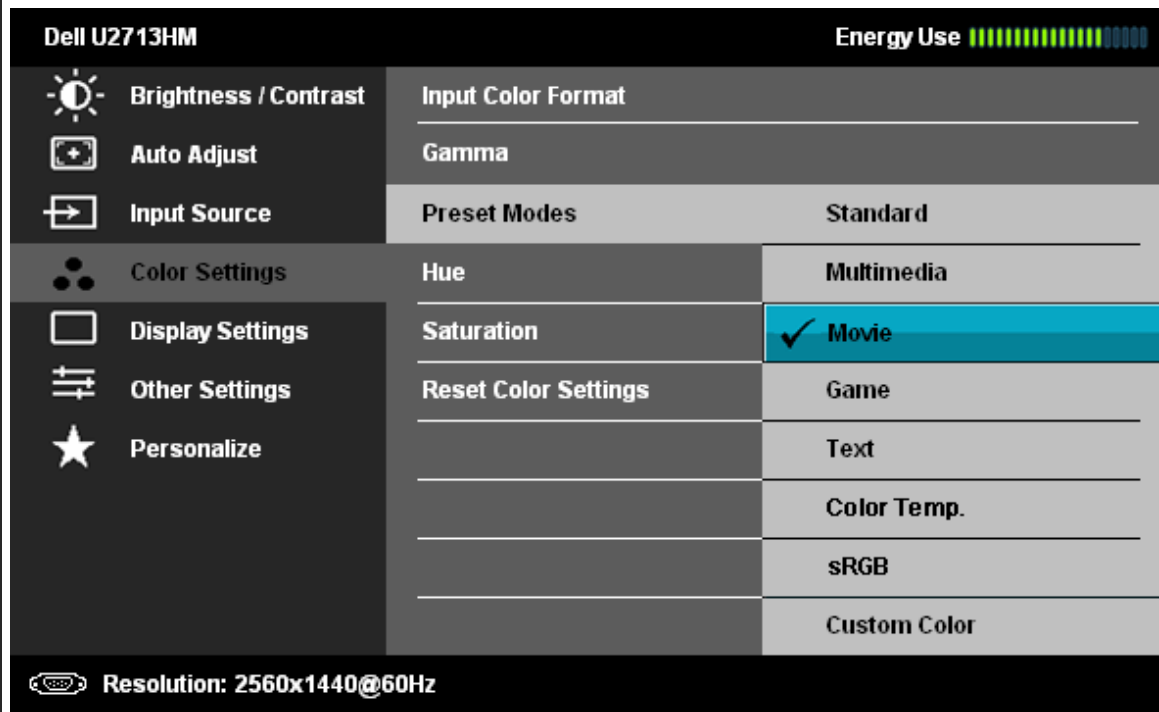 Dell U2713HM Energy Use
Brightness / Contrast Input Color Format
Auto Adjust Gamma
Input Source Preset Modes Standard
Color Settings Hue Multimedia
Display Settings Saturation Movie
Other Settings Reset Color Settings Game
Personalize Text
Color Temp.
sRGB
Custom Color
Resolution: 2560x1440@60Hz